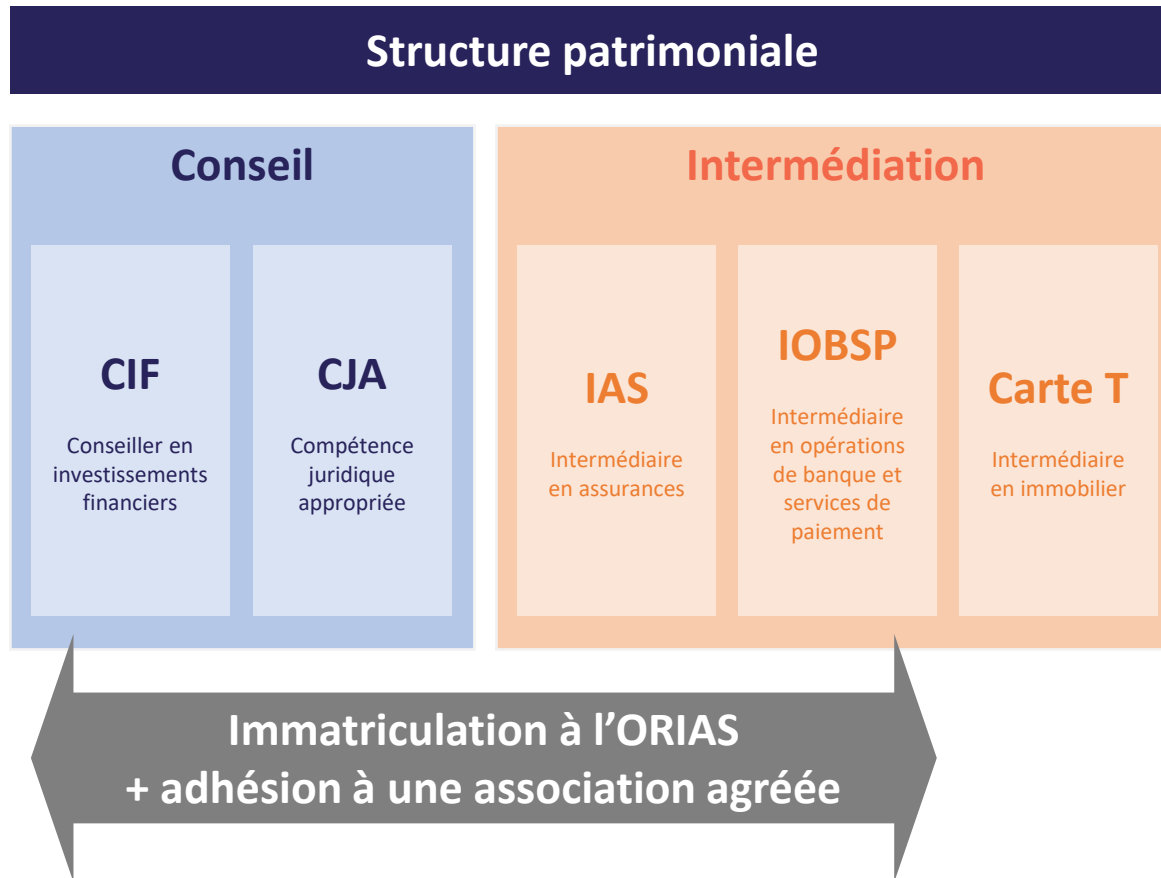 Structure patrimoniale
Conseil
CIF
Conseiller en
investissements
financiers
CJA
Compétence
juridique
appropriée
Intermédiation
IAS
Intermédiaire
en assurances
IOBSP
Intermédiaire
en opérations
de banque et
services de
paiement
Carte T
Intermédiaire
en immobilier
Immatriculation à l’ORIAS
+ adhésion à une association agréée